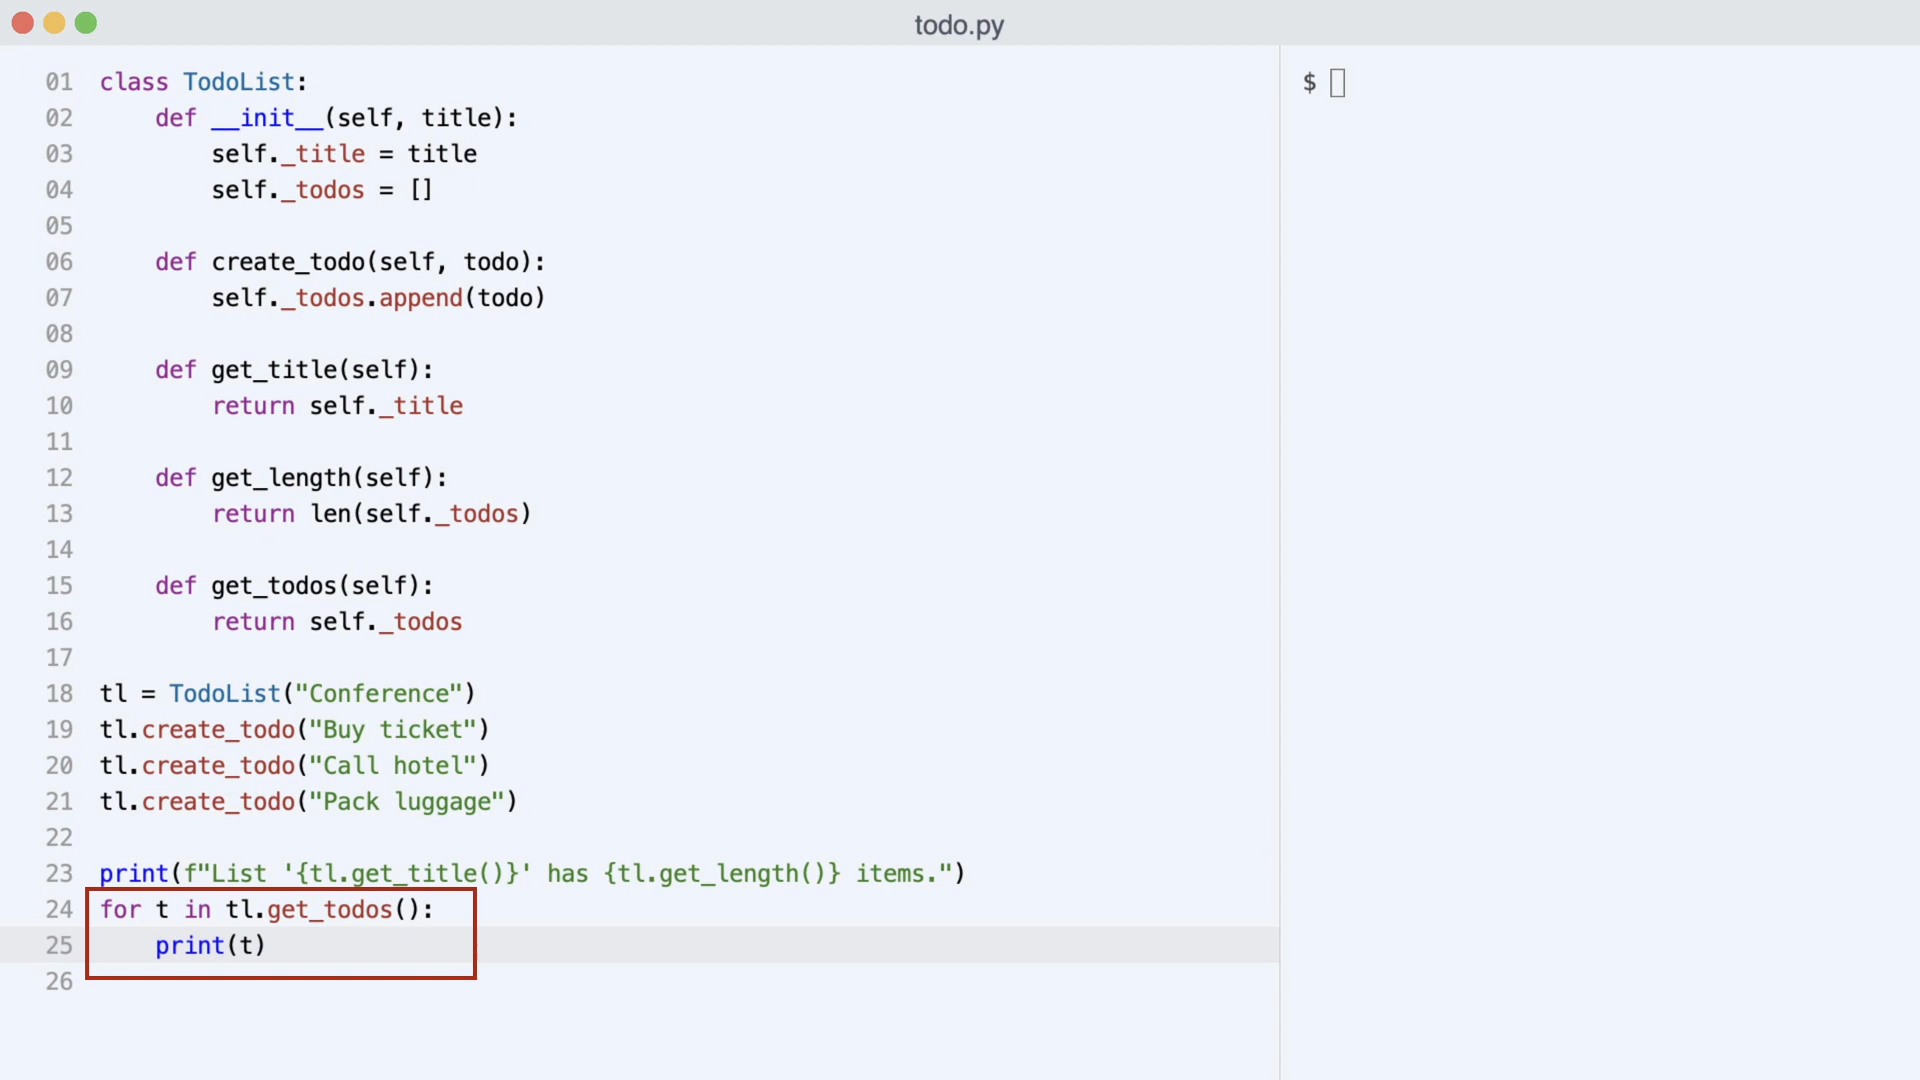 todo.py
01 class TodoList:
02     def __init__(self, title):
03         self._title = title
04         self._todos = []
05
06     def create_todo(self, todo):
07         self._todos.append(todo)
08
09     def get_title(self):
10         return self._title
11
12     def get_length(self):
13         return len(self._todos)
14
15     def get_todos(self):
16         return self._todos
17
18 tl = TodoList("Conference")
19 tl.create_todo("Buy ticket")
20 tl.create_todo("Call hotel")
21 tl.create_todo("Pack luggage")
22
23 print(f"List '{tl.get_title()}' has {tl.get_length()} items.")
24 for t in tl.get_todos():
25     print(t)
26
$